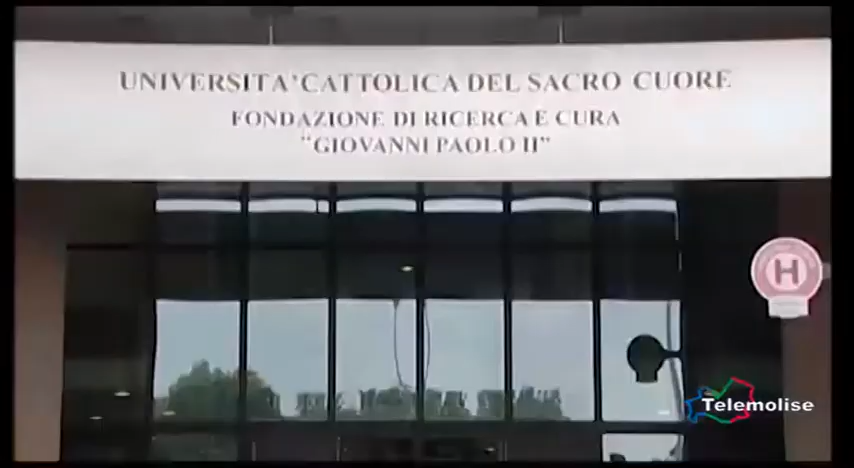 UNIVERSITA' CATTOLICA DEL SACRO CUORE
FONDAZIONE DI RICERCA E CURA
"GIOVANNI PAOLO II"
H
Telemolise